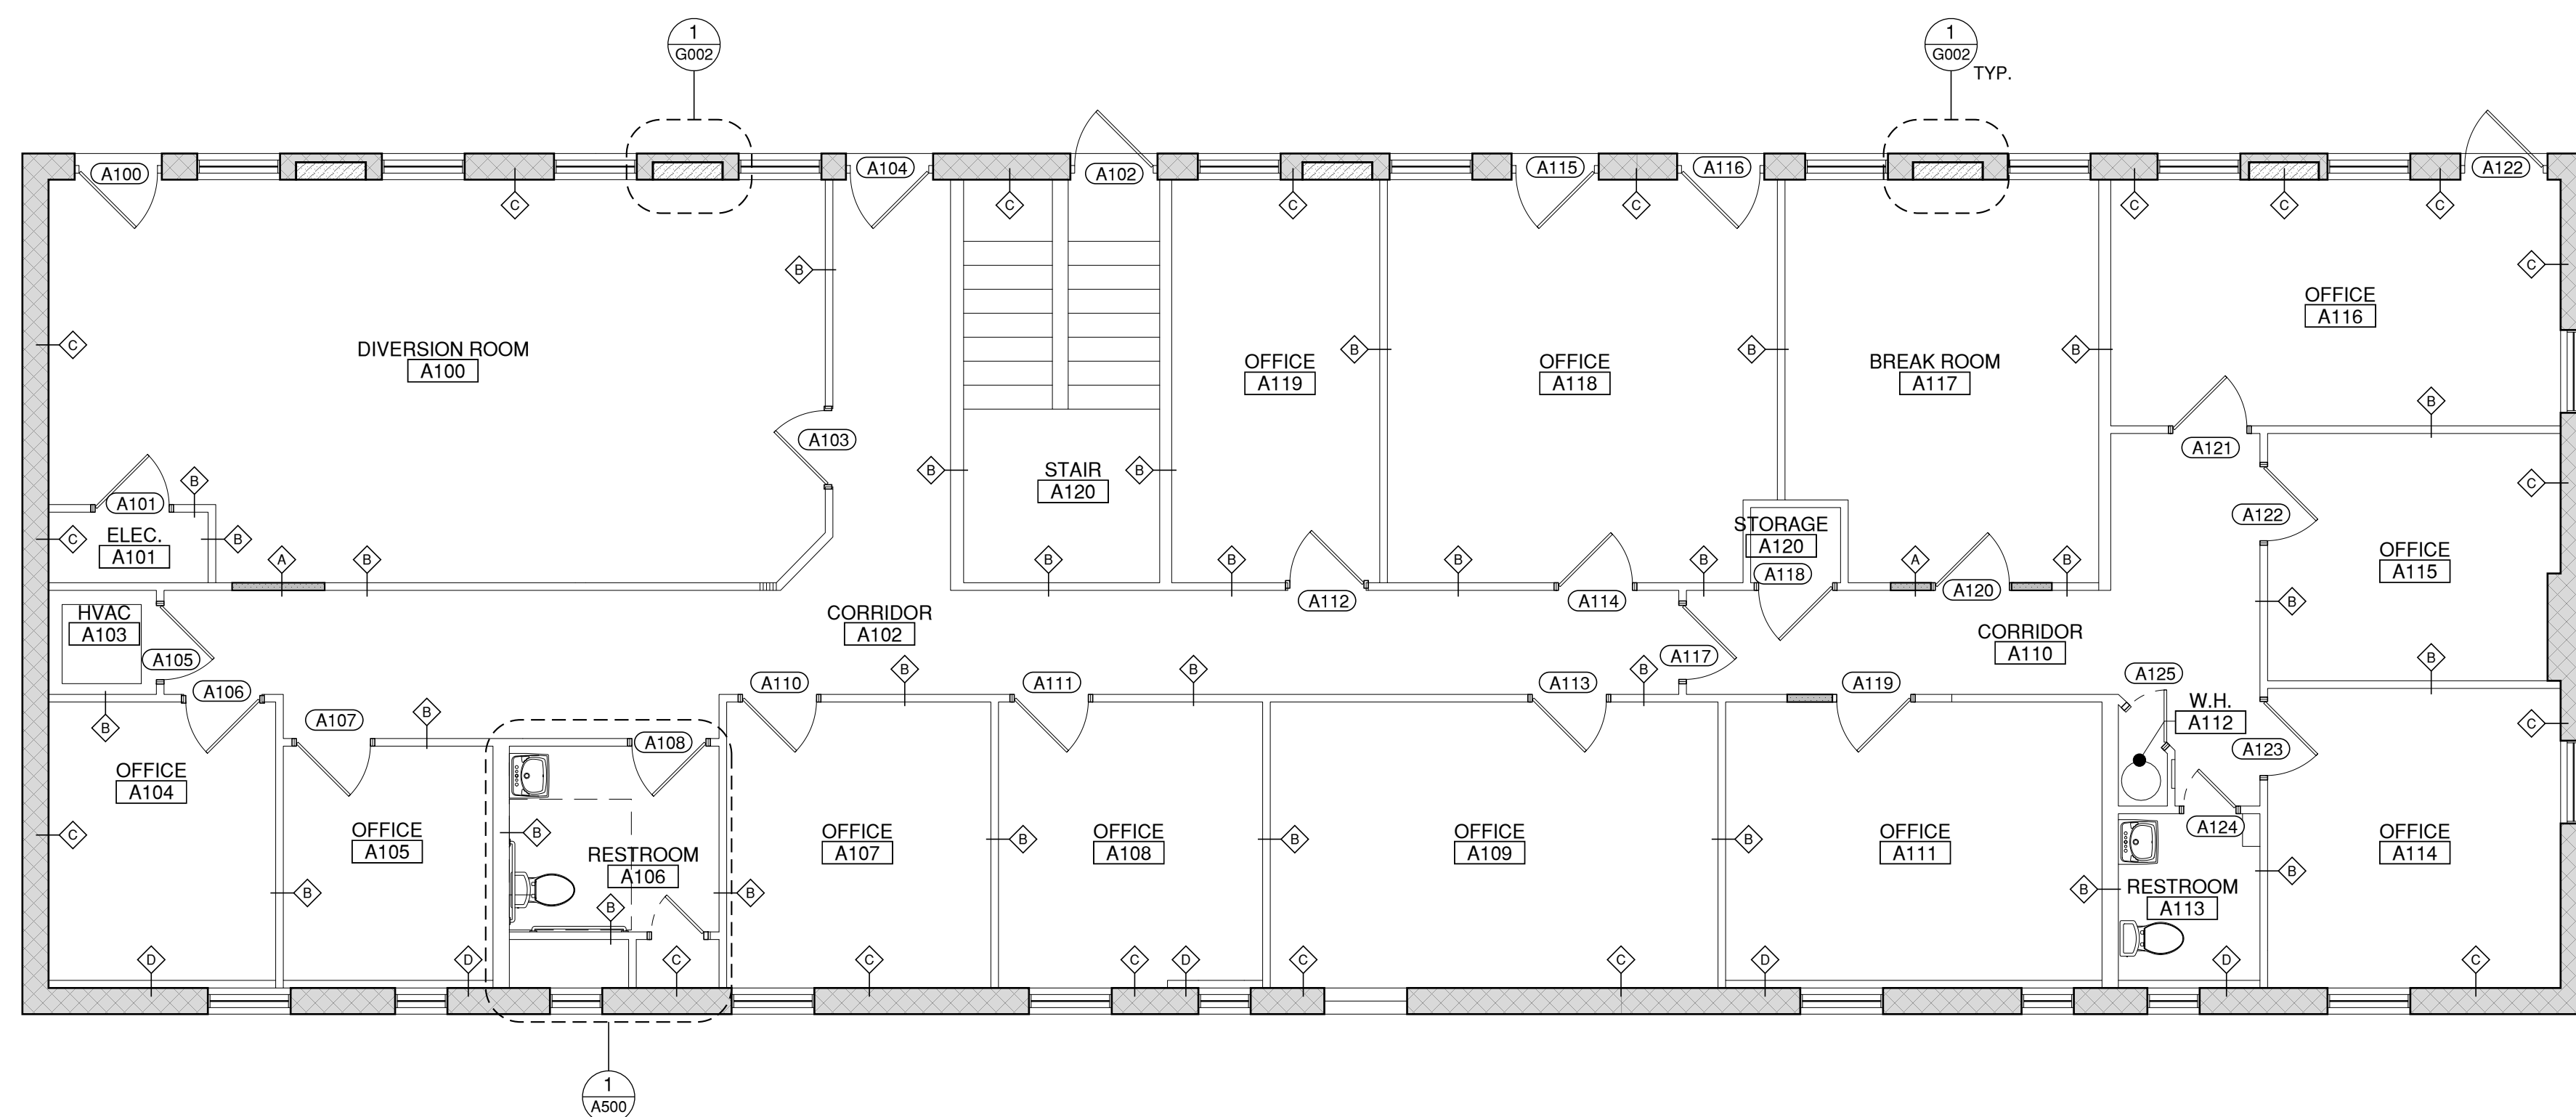 1
G002
1
G002
TYP.
A100
A104
A102
A115
A116
A122
C
C
C
C
C
C
C
B
C
OFFICE
A116
C
DIVERSION ROOM
A100
OFFICE
A119
B
OFFICE
A118
B
BREAK ROOM
A117
B
B
A103
A121
B
STAIR
A120
B
B
C
A101
A122
STORAGE
A120
C
ELEC.
A101
B
OFFICE
A115
A
B
B
B
B
B
A118
A
A120
B
HVAC
A103
CORRIDOR
A102
A112
A114
B
CORRIDOR
A110
A105
A117
B
A106
A110
B
A111
B
A113
B
A119
A125
W.H.
A112
B
A107
B
A108
C
A123
OFFICE
A104
C
OFFICE
A105
B
RESTROOM
A106
OFFICE
A107
B
OFFICE
A108
B
OFFICE
A109
B
OFFICE
A111
A124
OFFICE
A114
B
B
B
B
B
RESTROOM
A113
D
D
C
C
C
D
C
C
D
D
C
1
A500